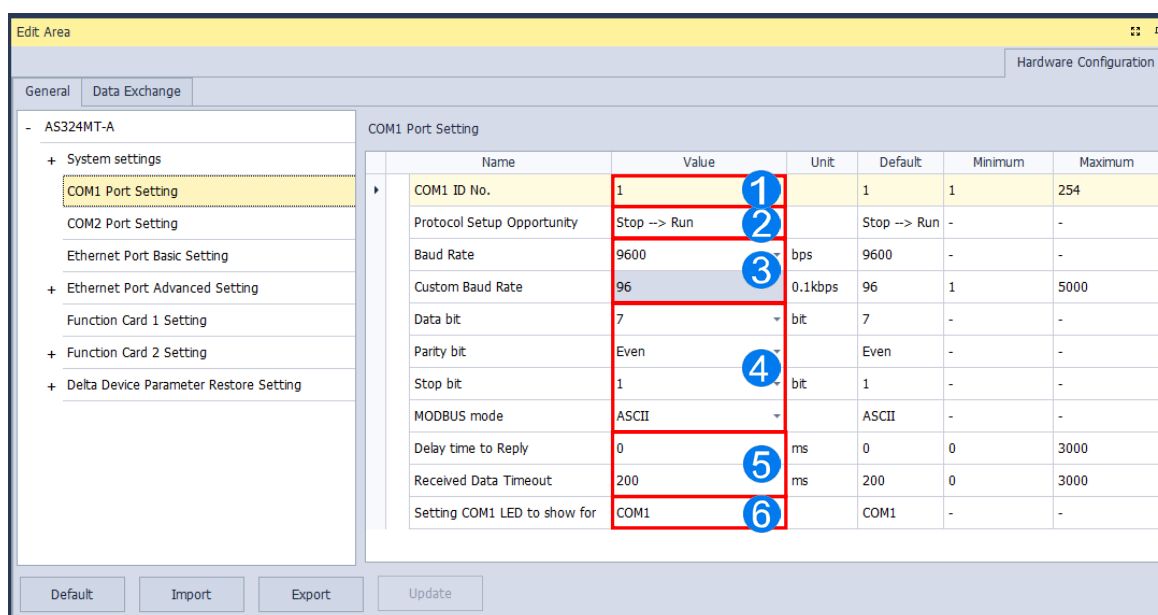 Edit Area
Hardware Configuration
General Data Exchange
- AS324MT-A
+ System settings
COM1 Port Setting
COM2 Port Setting
Ethernet Port Basic Setting
+ Ethernet Port Advanced Setting
Function Card 1 Setting
+ Function Card 2 Setting
+ Delta Device Parameter Restore Setting
COM1 Port Setting
Name Value Unit Default Minimum Maximum
COM1 ID No. 1 1 1 1 254
Protocol Setup Opportunity Stop --> Run 2 Stop --> Run - -
Baud Rate 9600 bps 9600 - -
3
Custom Baud Rate 96 0.1kbps 96 1 5000
Data bit 7 bit 7 - -
Parity bit Even Even - -
4
Stop bit 1 bit 1 - -
MODBUS mode ASCII ASCII - -
Delay time to Reply 0 ms 0 0 3000
5
Received Data Timeout 200 ms 200 0 3000
Setting COM1 LED to show for COM1 6 COM1 - -
Default Import Export Update